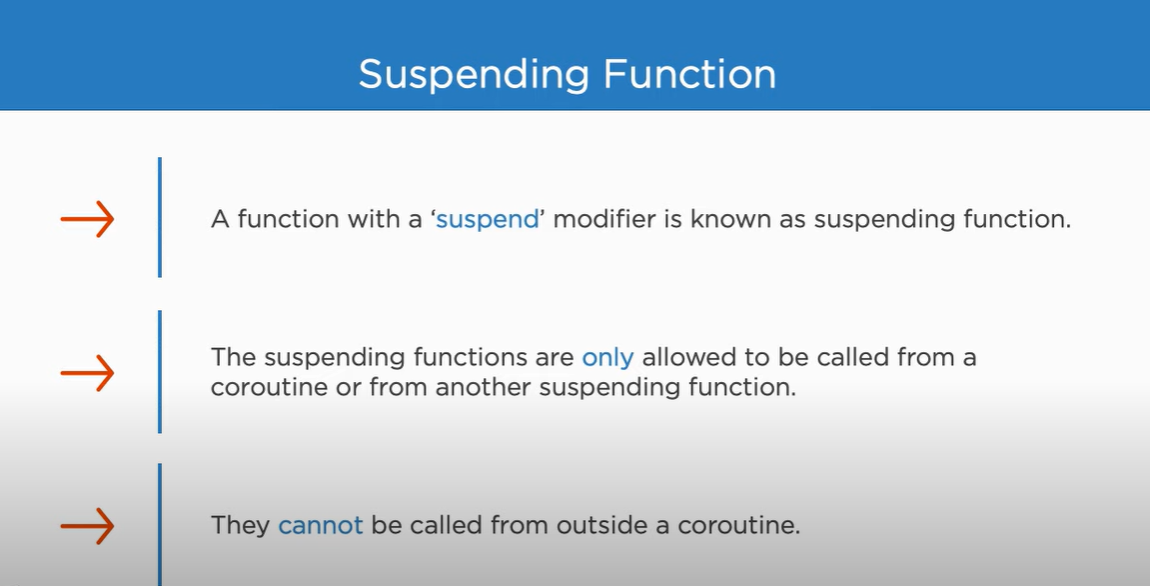 Suspending Function
A function with a ‘suspend’ modifier is known as suspending function.
The suspending functions are only allowed to be called from a
coroutine or from another suspending function.
They cannot be called from outside a coroutine.